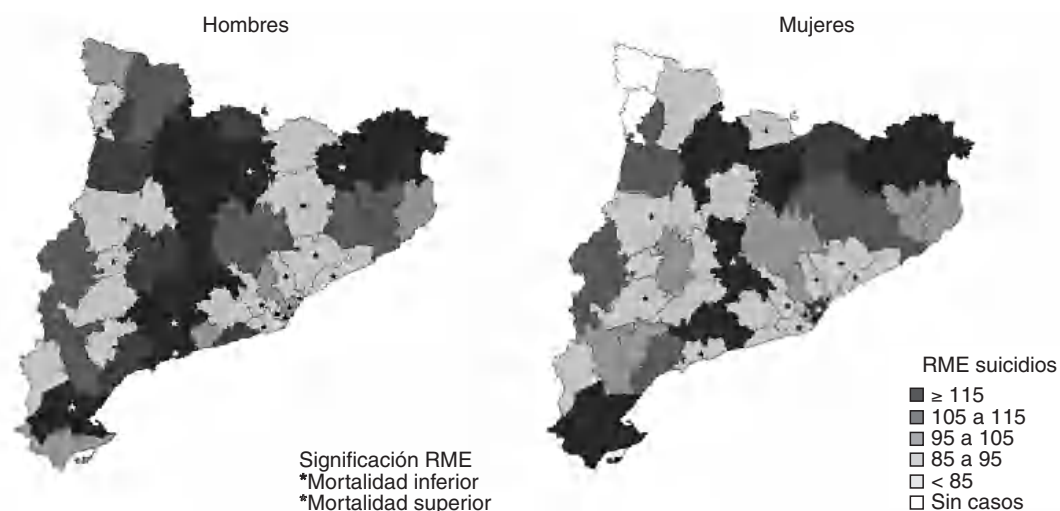 Hombres
Mujeres
RME suicidios
≥ 115
105 a 115
95 a 105
85 a 95
< 85
Sin casos
Significación RME
*Mortalidad inferior
*Mortalidad superior